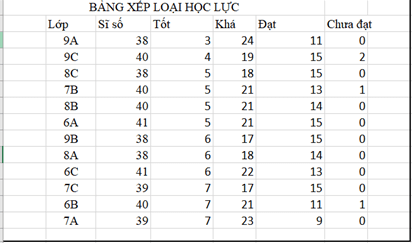 BẢNG XẾP LOẠI HỌC LỰC
Lớp Sĩ số Tốt Khá Đạt Chưa đạt
9A 38 3 24 11 0
9C 40 4 19 15 2
8C 38 5 18 15 0
7B 40 5 21 13 1
8B 40 5 21 14 0
6A 41 5 21 15 0
9B 38 6 17 15 0
8A 38 6 18 14 0
6C 41 6 22 13 0
7C 39 7 17 15 0
6B 40 7 21 11 1
7A 39 7 23 9 0